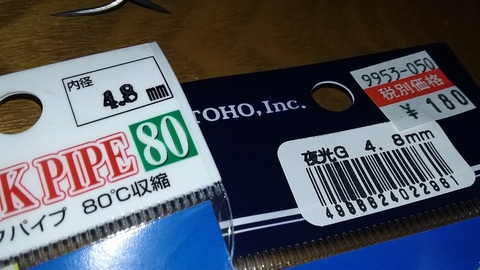 内径
4.8 mm
K PIPE 80
クパイプ 80℃収縮
TOHO, Inc.
9953-050
税別価格
¥ 180
夜光G 4.8mm